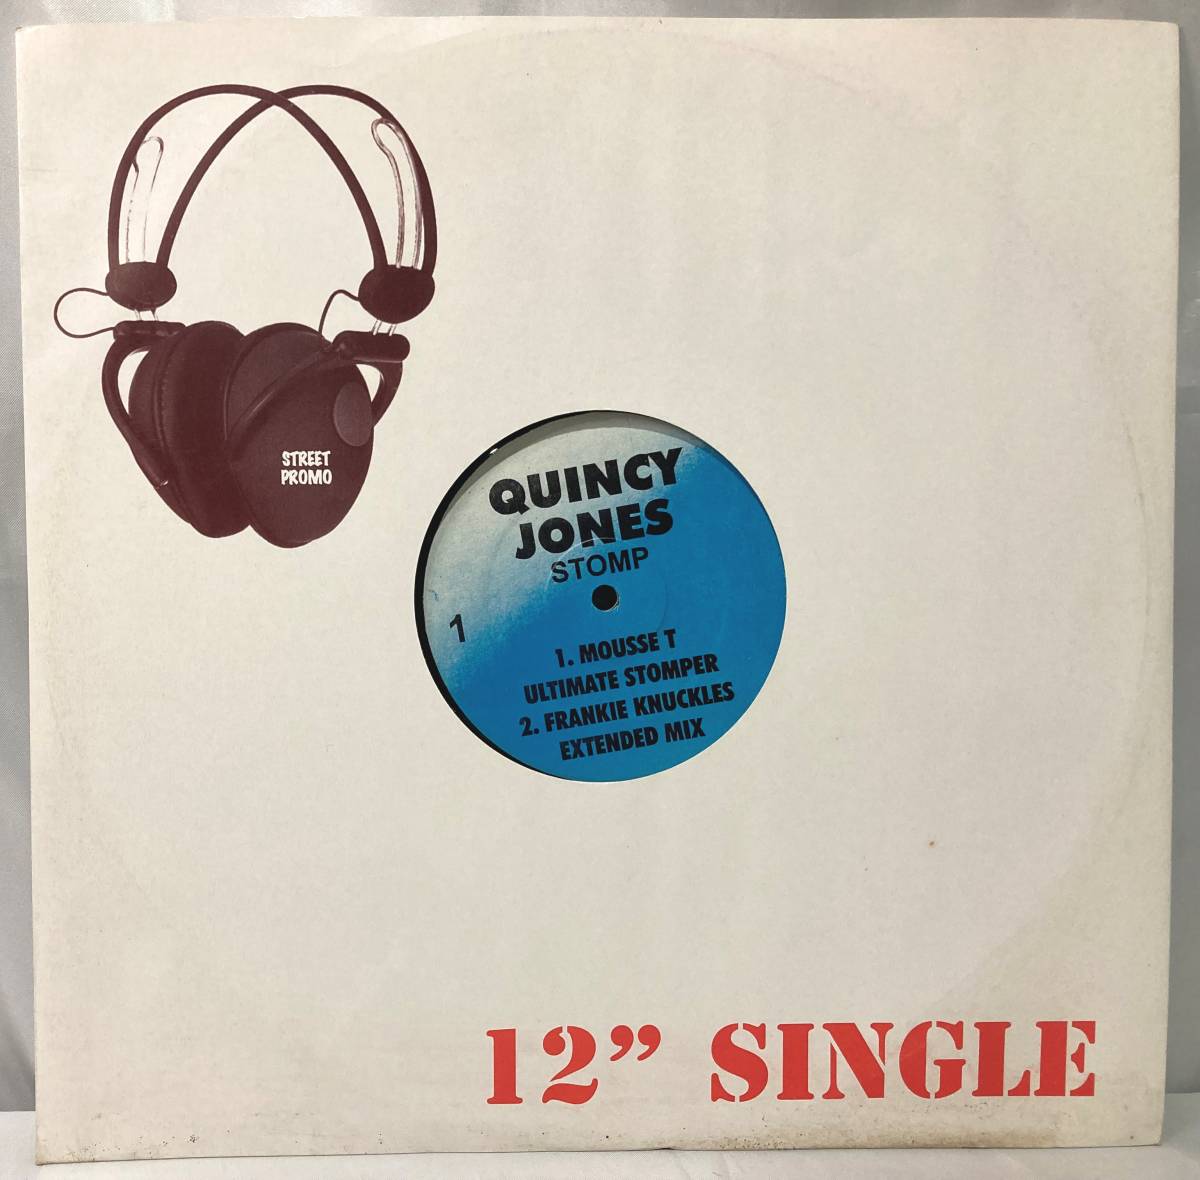 STREET
PROMO
QUINCY
JONES
STOMP
1
1. MOUSSE T
ULTIMATE STOMPER
2. FRANKIE KNUCKLES
EXTENDED MIX
12” SINGLE